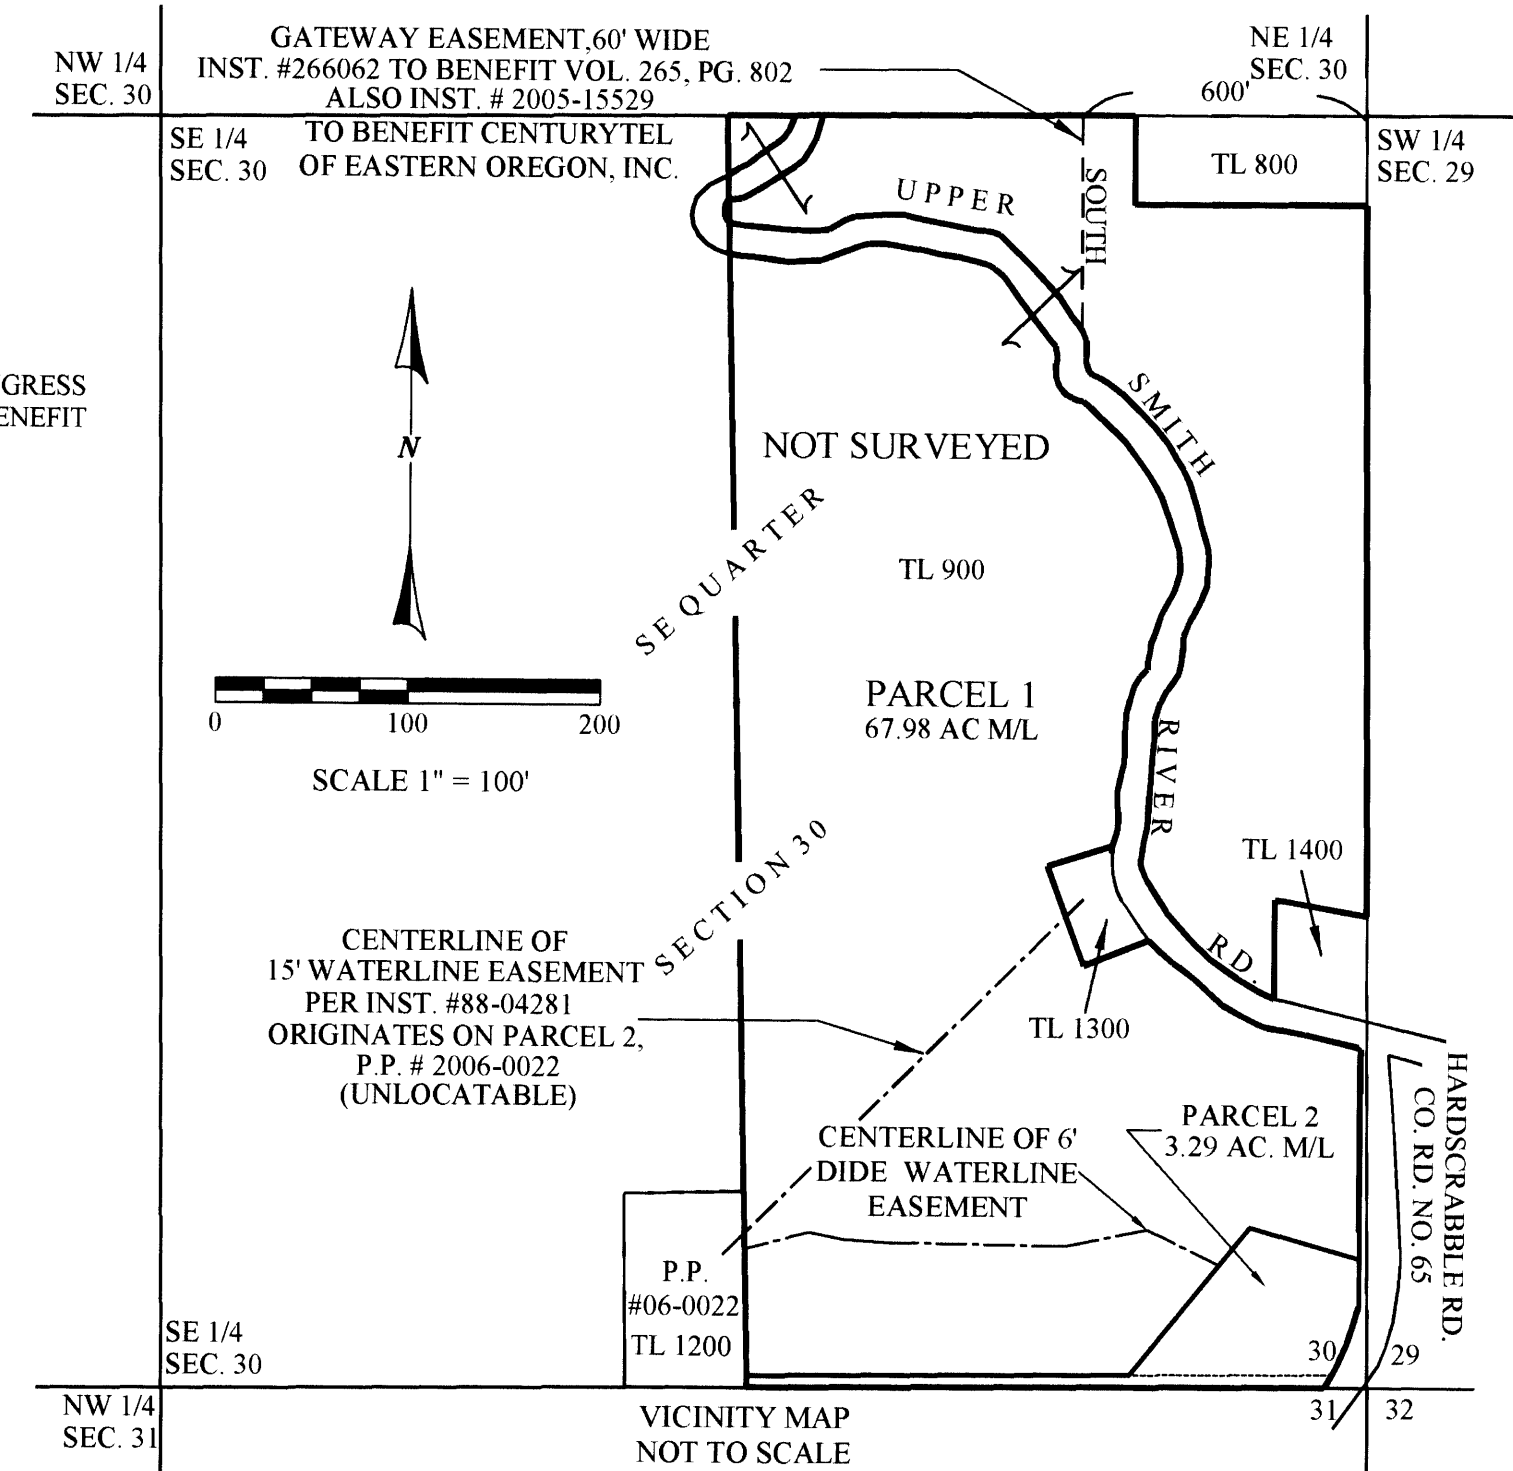 NW 1/4
SEC. 30
GATEWAY EASEMENT,60' WIDE
INST. #266062 TO BENEFIT VOL. 265, PG. 802
ALSO INST. # 2005-15529
TO BENEFIT CENTURYTEL
OF EASTERN OREGON, INC.
NE 1/4
SEC. 30
600'
SE 1/4
SEC. 30
TL 800
SW 1/4
SEC. 29
UPPER
SOUTH
SMITH
RIVER
RD.
GRESS
ENEFIT
N
NOT SURVEYED
SE QUARTER
TL 900
PARCEL 1
67.98 AC M/L
0 100 200
SCALE 1" = 100'
SECTION 30
TL 1400
CENTERLINE OF
15' WATERLINE EASEMENT
PER INST. #88-04281
ORIGINATES ON PARCEL 2,
P.P. # 2006-0022
(UNLOCATABLE)
TL 1300
HARDSCRABBLE RD.
CO. RD. NO. 65
PARCEL 2
3.29 AC. M/L
CENTERLINE OF 6'
DIDE WATERLINE
EASEMENT
P.P.
#06-0022
TL 1200
SE 1/4
SEC. 30
30 29
31 32
NW 1/4
SEC. 31
VICINITY MAP
NOT TO SCALE